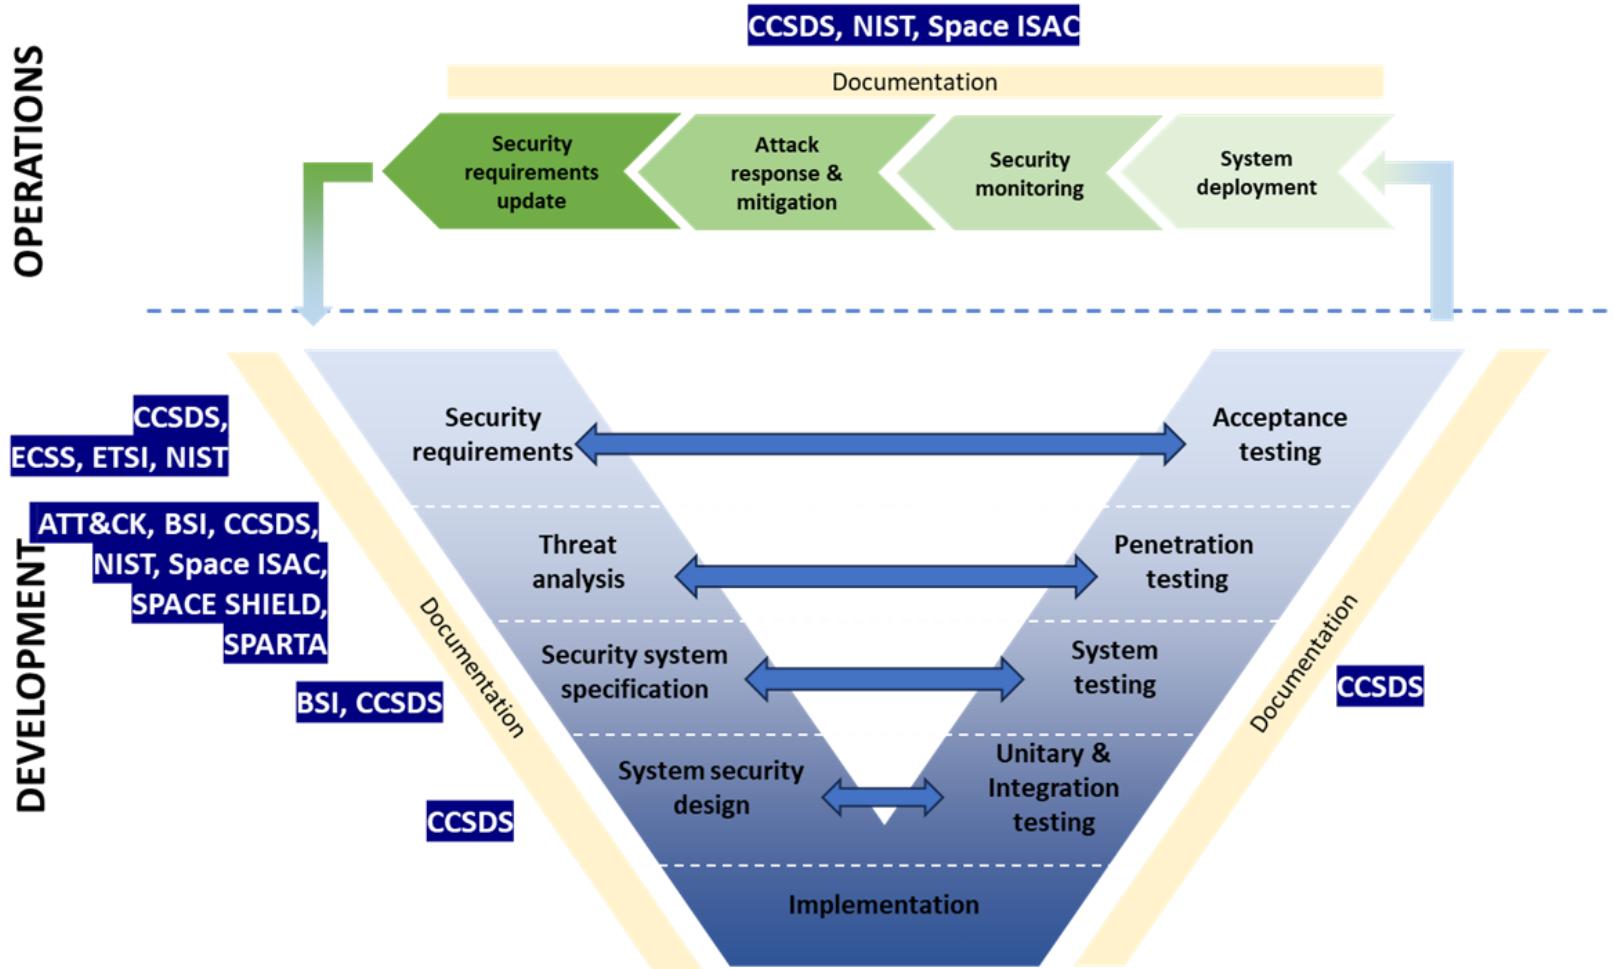 CCSDS, NIST, Space ISAC
OPERATIONS
Documentation
Security
requirements
update
Attack
response &
mitigation
Security
monitoring
System
deployment
DEVELOPMENT
CCSDS,
ECSS, ETSI, NIST
ATT&CK, BSI, CCSDS,
NIST, Space ISAC,
SPACE SHIELD,
SPARTA
BSI, CCSDS
CCSDS
Documentation
Security
requirements
Acceptance
testing
Threat
analysis
Penetration
testing
Security system
specification
System
testing
System security
design
Unitary &
Integration
testing
Implementation
Documentation
CCSDS